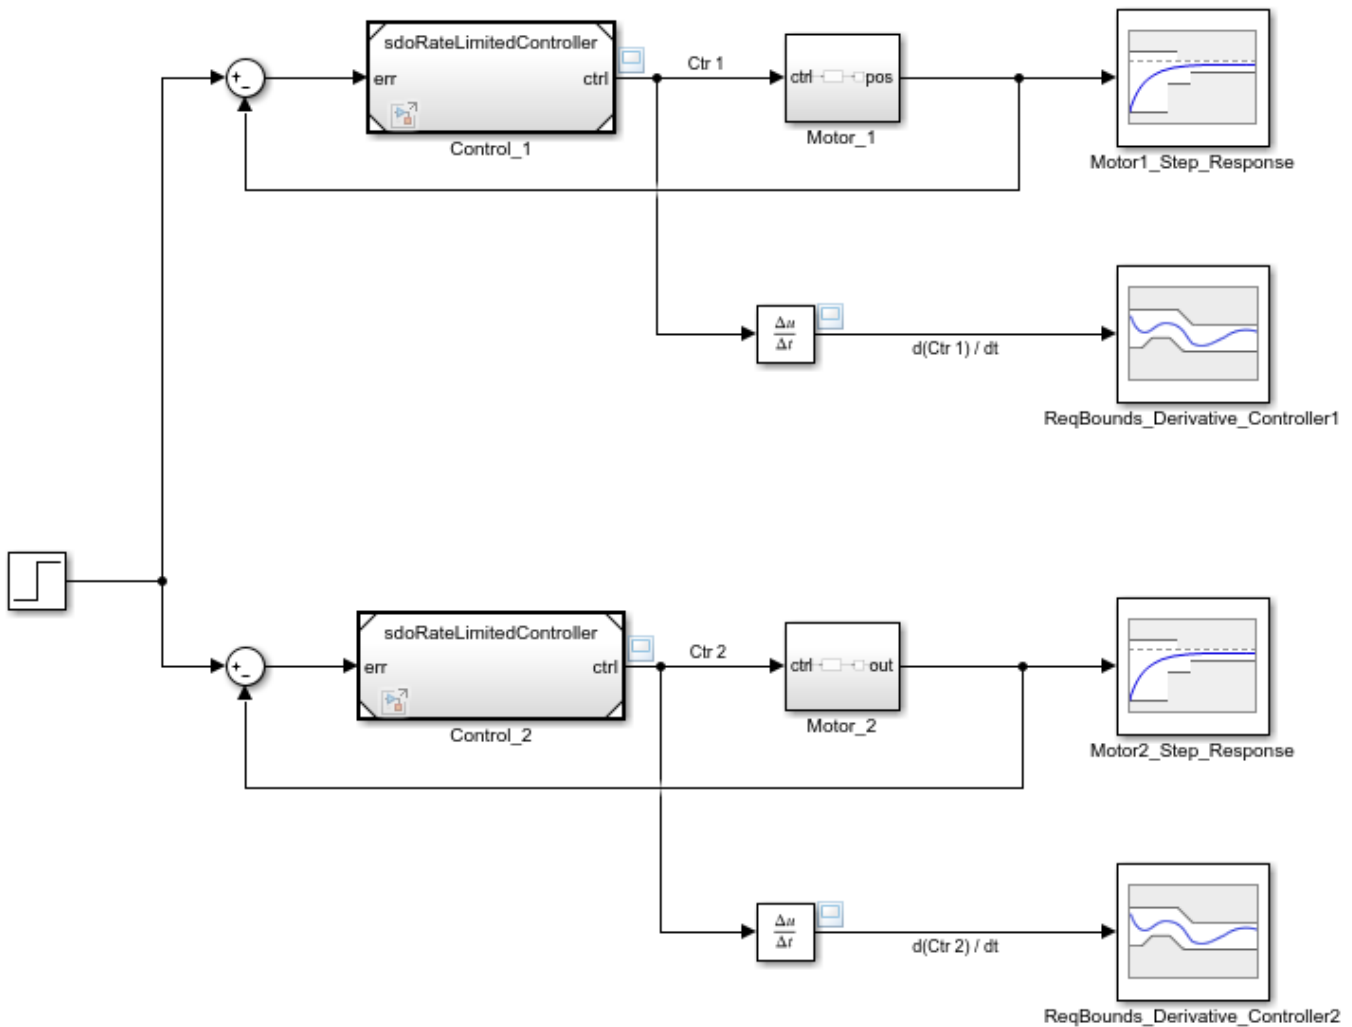 sdoRateLimitedController
+
-
err
ctrl
Ctr 1
ctrl
pos
Control_1
Motor_1
Motor1_Step_Response
Δu
Δt
d(Ctr 1) / dt
ReqBounds_Derivative_Controller1
sdoRateLimitedController
+
-
err
ctrl
Ctr 2
ctrl
out
Control_2
Motor_2
Motor2_Step_Response
Δu
Δt
d(Ctr 2) / dt
ReqBounds_Derivative_Controller2